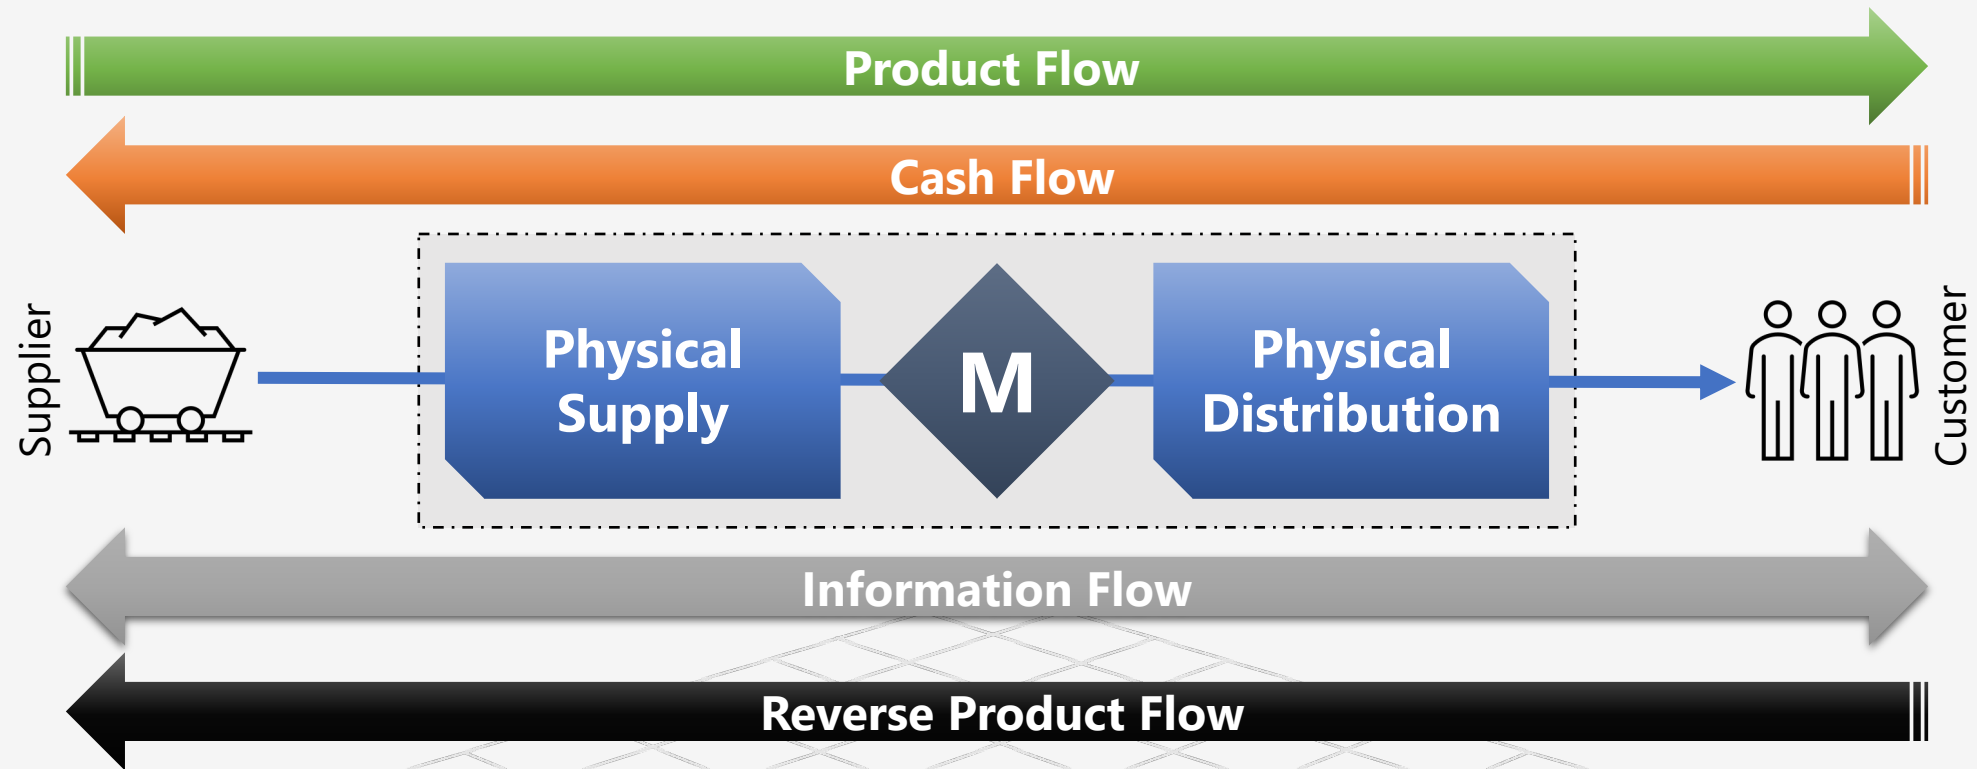 Product Flow
Cash Flow
Supplier
Physical
Supply
M
Physical
Distribution
Customer
Information Flow
Reverse Product Flow